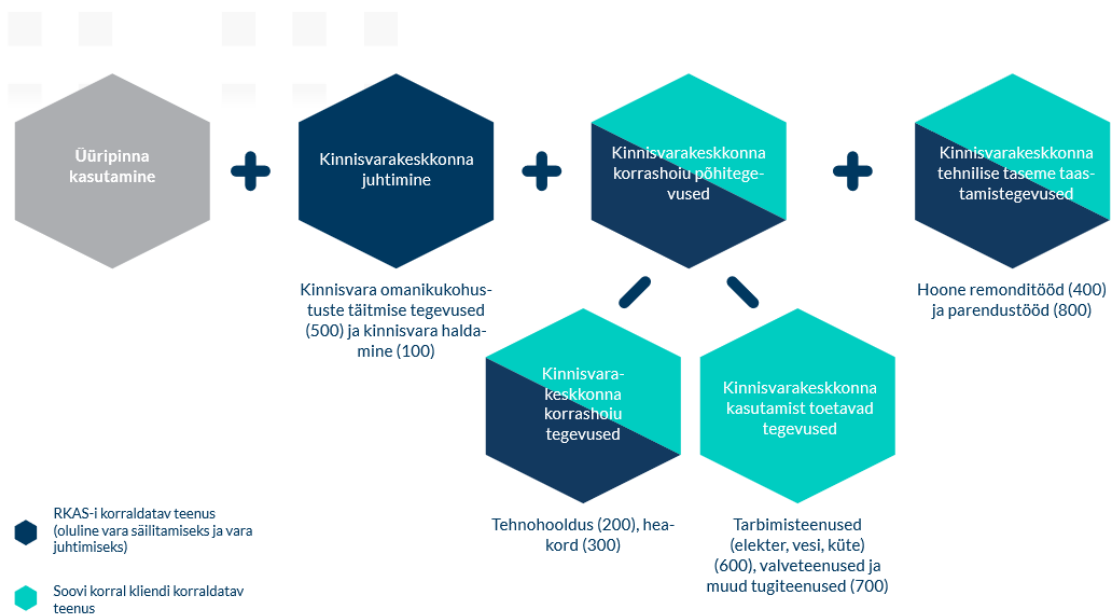 Üüripinna
kasutamine
Kinnisvarakeskkonna
juhtimine
Kinnisvarakeskkonna
korrashoiu põhitege-
vused
Kinnisvarakeskkonna
tehnilise taseme taas-
tamistegevused
Kinnisvara omanikukohus-
tuste täitmise tegevused
(500) ja kinnisvara halda-
mine (100)
Hoone remonditööd (400)
ja parendustööd (800)
Kinnisvara-
keskkonna
korrashoiu
tegevused
Kinnisvarakeskkonna
kasutamist toetavad
tegevused
Tehnohooldus (200), hea-
kord (300)
Tarbimisteenused
(elekter, vesi, küte)
(600), valveteenused ja
muud tugiteenused (700)
RKAS-i korraldatav teenus
(oluline vara säilitamiseks ja vara
juhtimiseks)
Soovi korral kliendi korraldatav
teenus